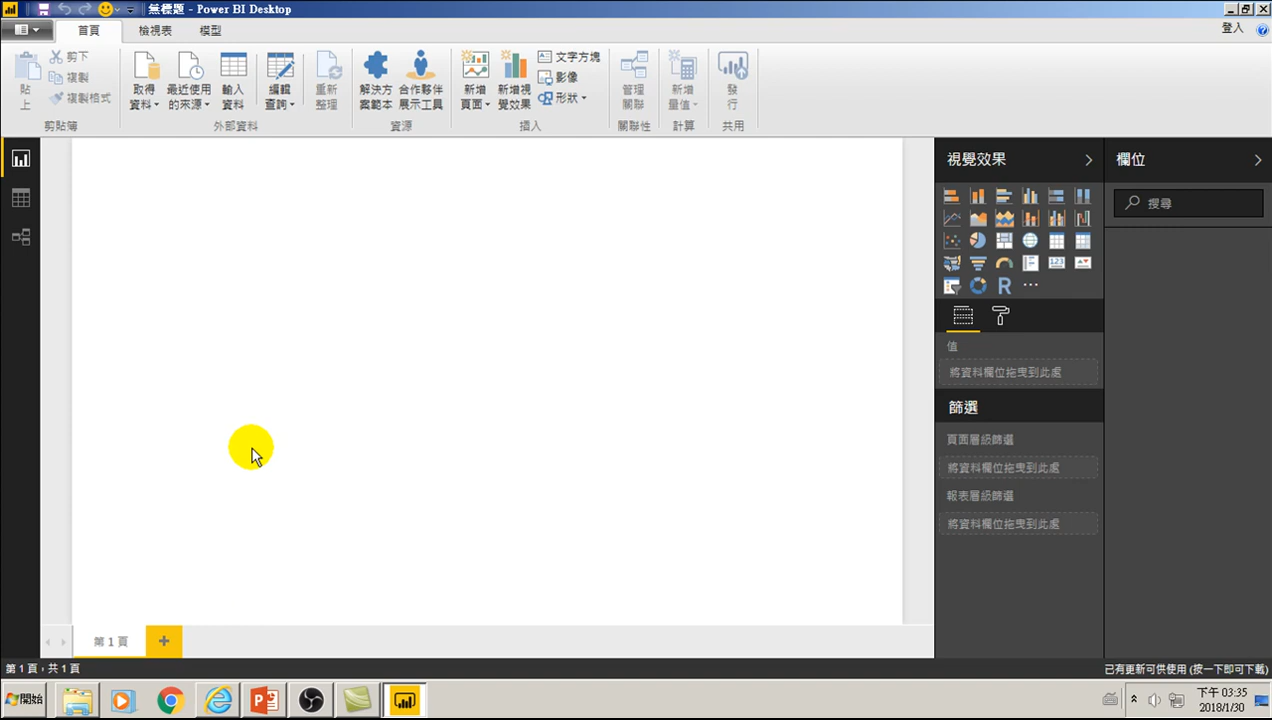 無標題 - Power BI Desktop
首頁
檢視表
模型
登入
貼上
剪下
複製
複製格式
剪貼簿
取得資料
最近使用的來源
輸入資料
編輯查詢
外部資料
重新整理
解決方案範本
合作夥伴展示工具
資源
新增頁面
新增視覺效果
文字方塊
影像
形狀
插入
管理關聯
關聯性
新增量值
計算
發行
共用
視覺效果
欄位
搜尋
123
R
值
將資料欄位拖曳到此處
篩選
頁面層級篩選
將資料欄位拖曳到此處
報表層級篩選
將資料欄位拖曳到此處
第 1 頁
第 1 頁，共 1 頁
已有更新可供使用 (按一下即可下載)
開始
下午 03:35
2018/1/30